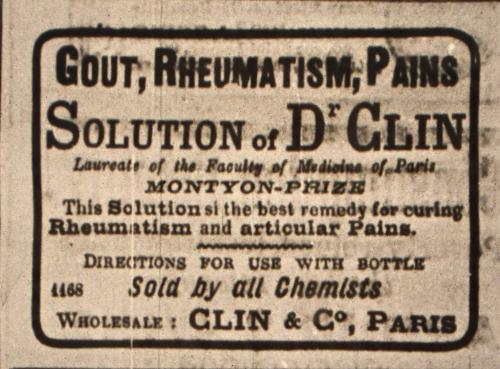 GOUT, RHEUMATISM, PAINS
SOLUTION of Dr CLIN
Laureate of the Faculty of Medicine of Paris
MONTYON-PRIZE
This Solution si the best remedy for curing
Rheumatism and articular Pains.
DIRECTIONS FOR USE WITH BOTTLE
1168 Sold by all Chemists
WHOLESALE: CLIN & Co, PARIS